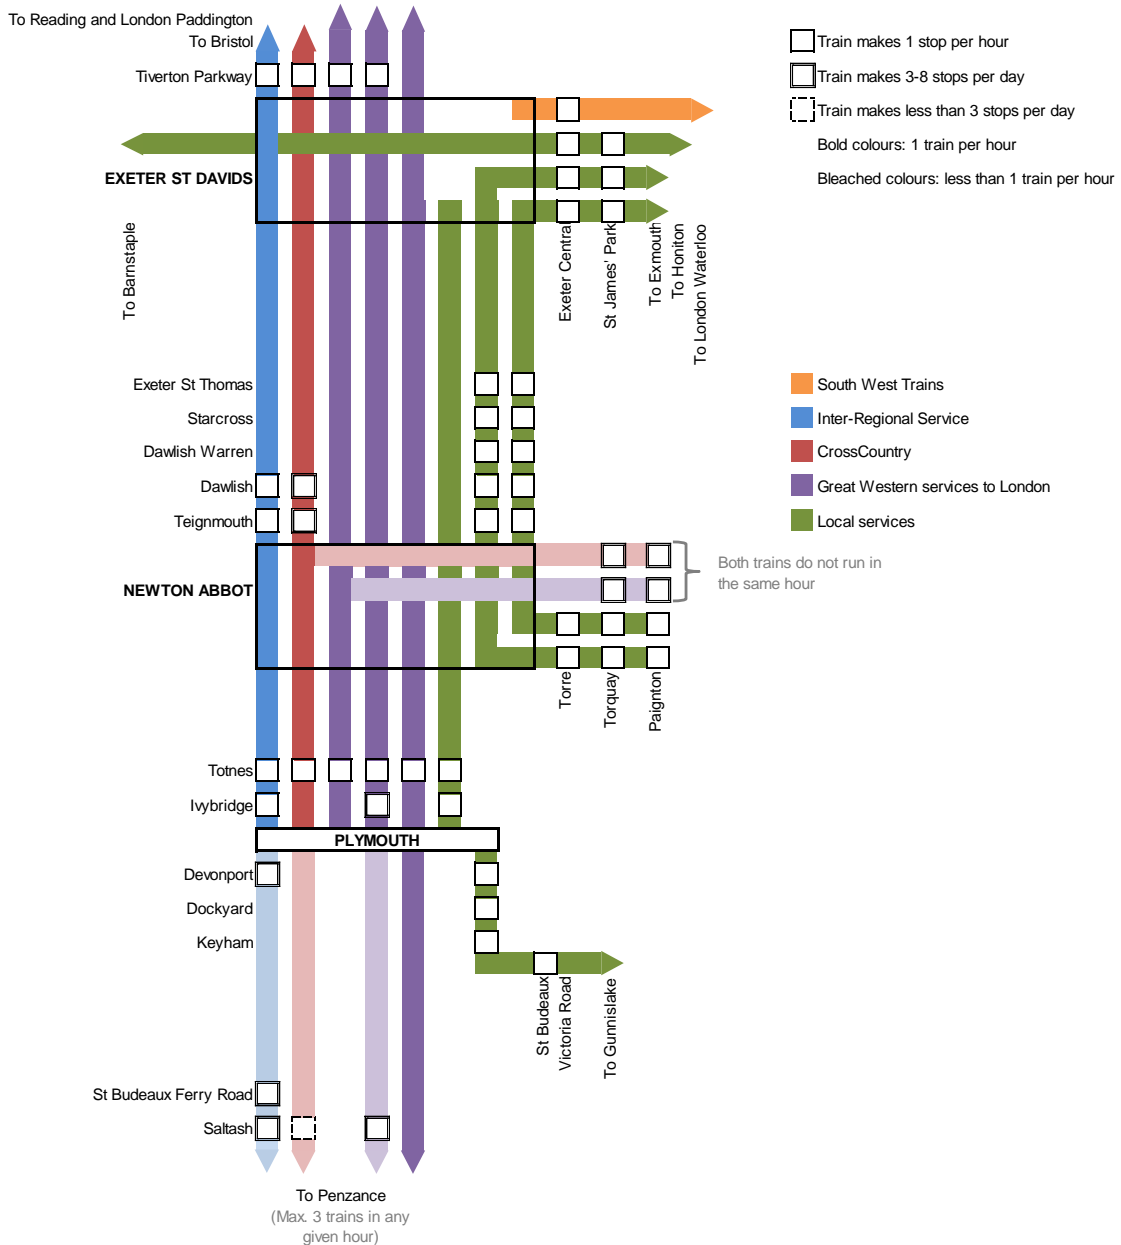 To Reading and London Paddington
To Bristol
Tiverton Parkway
EXETER ST DAVIDS
To Barnstaple
Exeter Central
St James' Park
To Exmouth
To Honiton
To London Waterloo
Train makes 1 stop per hour
Train makes 3-8 stops per day
Train makes less than 3 stops per day
Bold colours: 1 train per hour
Bleached colours: less than 1 train per hour
Exeter St Thomas
Starcross
Dawlish Warren
Dawlish
Teignmouth
South West Trains
Inter-Regional Service
CrossCountry
Great Western services to London
Local services
NEWTON ABBOT
Both trains do not run in
the same hour
Torre
Torquay
Paignton
Totnes
Ivybridge
PLYMOUTH
Devonport
Dockyard
Keyham
St Budeaux
Victoria Road
To Gunnislake
St Budeaux Ferry Road
Saltash
To Penzance
(Max. 3 trains in any
given hour)